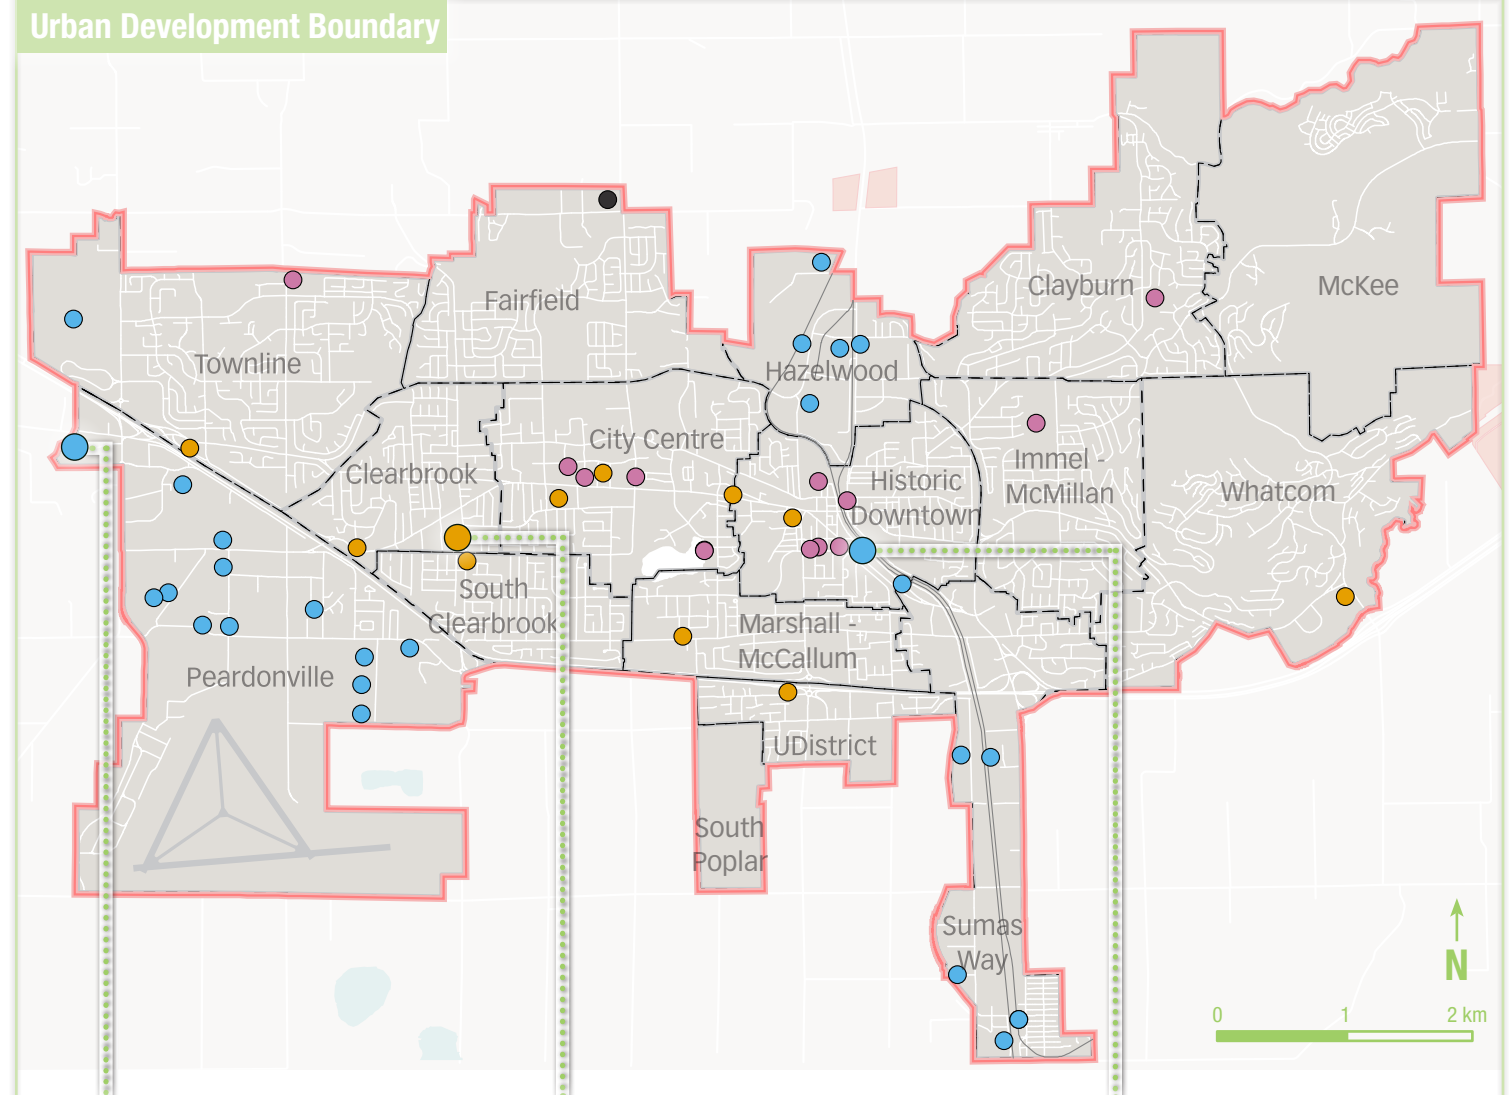 Urban Development Boundary
Clayburn
McKee
Fairfield
Townline
Hazelwood
City Centre
Clearbrook
Historic
Downtown
Immel -
McMillan
Whatcom
South
Clearbrook
Marshall -
McCallum
Peardonville
UDistrict
South
Poplar
Sumas
Way
N
0 1 2 km